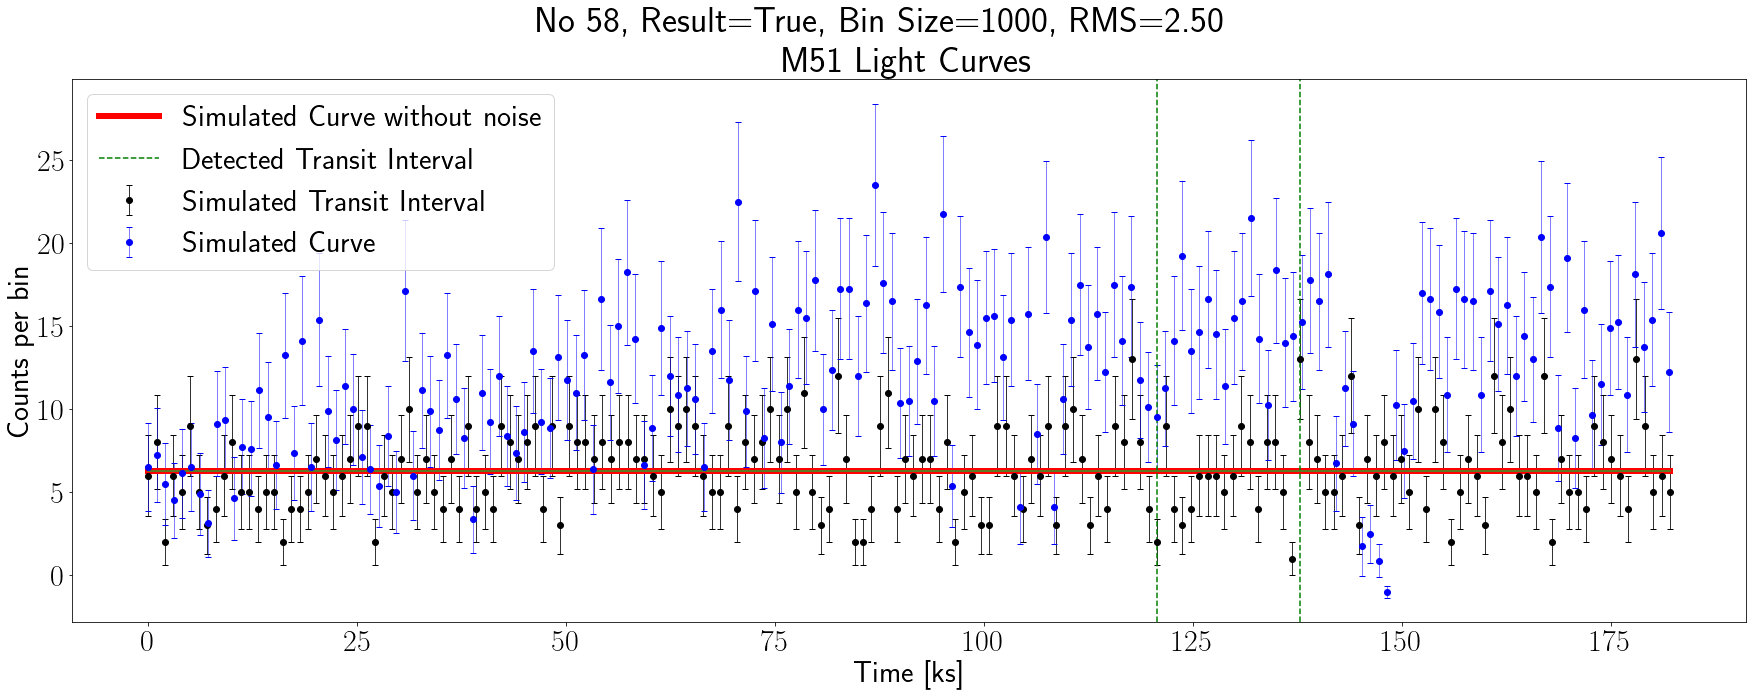 No 58, Result=True, Bin Size=1000, RMS=2.50
M51 Light Curves
Simulated Curve without noise
Detected Transit Interval
Simulated Transit Interval
Simulated Curve
Counts per bin
25
20
15
10
5
0
0 25 50 75 100 125 150 175
Time [ks]